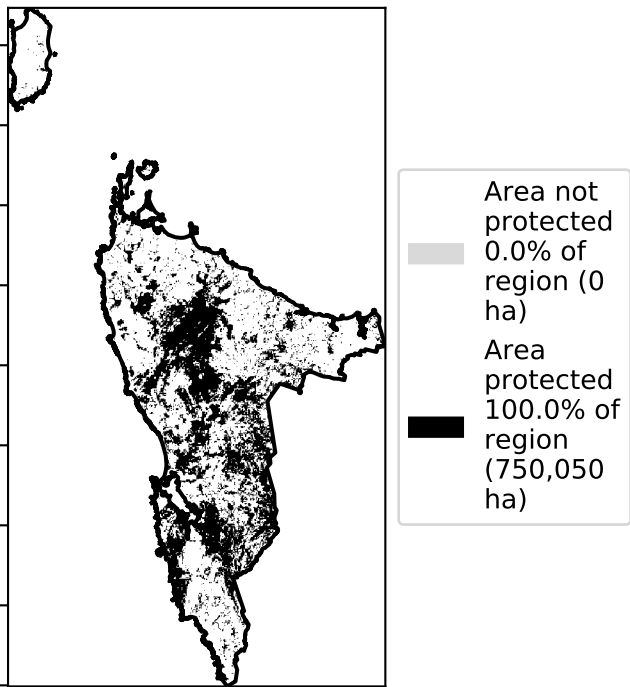 Area not
protected
0.0% of
region (0
ha)
Area
protected
100.0% of
region
(750,050
ha)